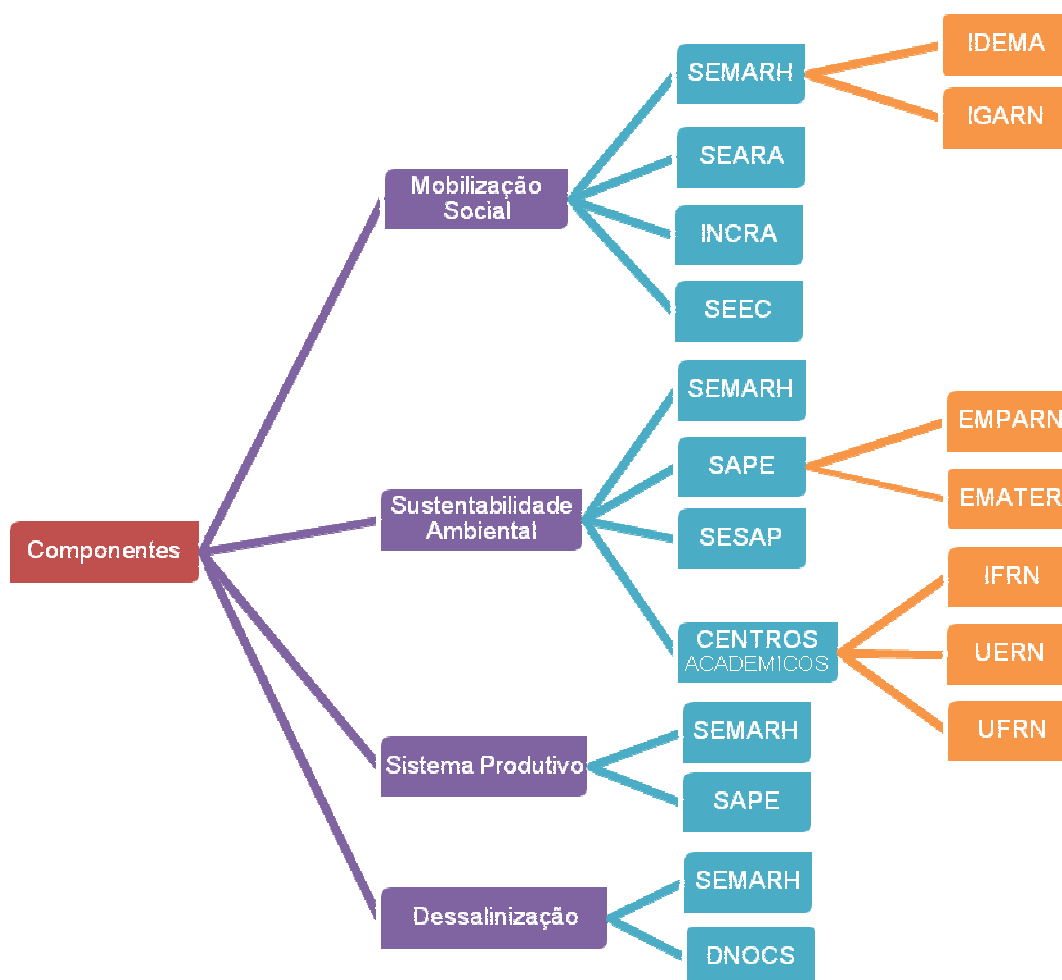 Componentes
Mobilização
Social
SEMARH
IDEMA
IGARN
SEARA
INCRA
SEEC
Sustentabilidade
Ambiental
SEMARH
SAPE
EMPARN
EMATER
SESAP
CENTROS
ACADEMICOS
IFRN
UERN
UFRN
Sistema Produtivo
SEMARH
SAPE
Dessalinização
SEMARH
DNOCS